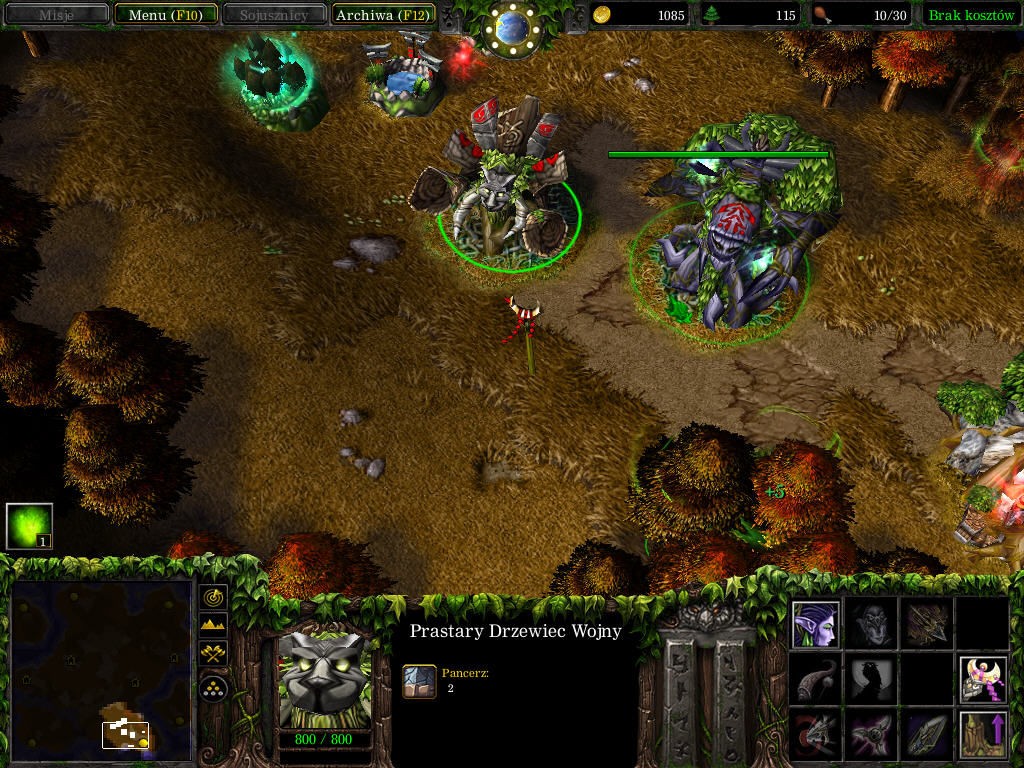 Misje
Menu (F10)
Sojusznicy
Archiwa (F12)
1085
115
10/30
Brak kosztów
+5
1
Prastary Drzewiec Wojny
Pancerz:
2
800 / 800